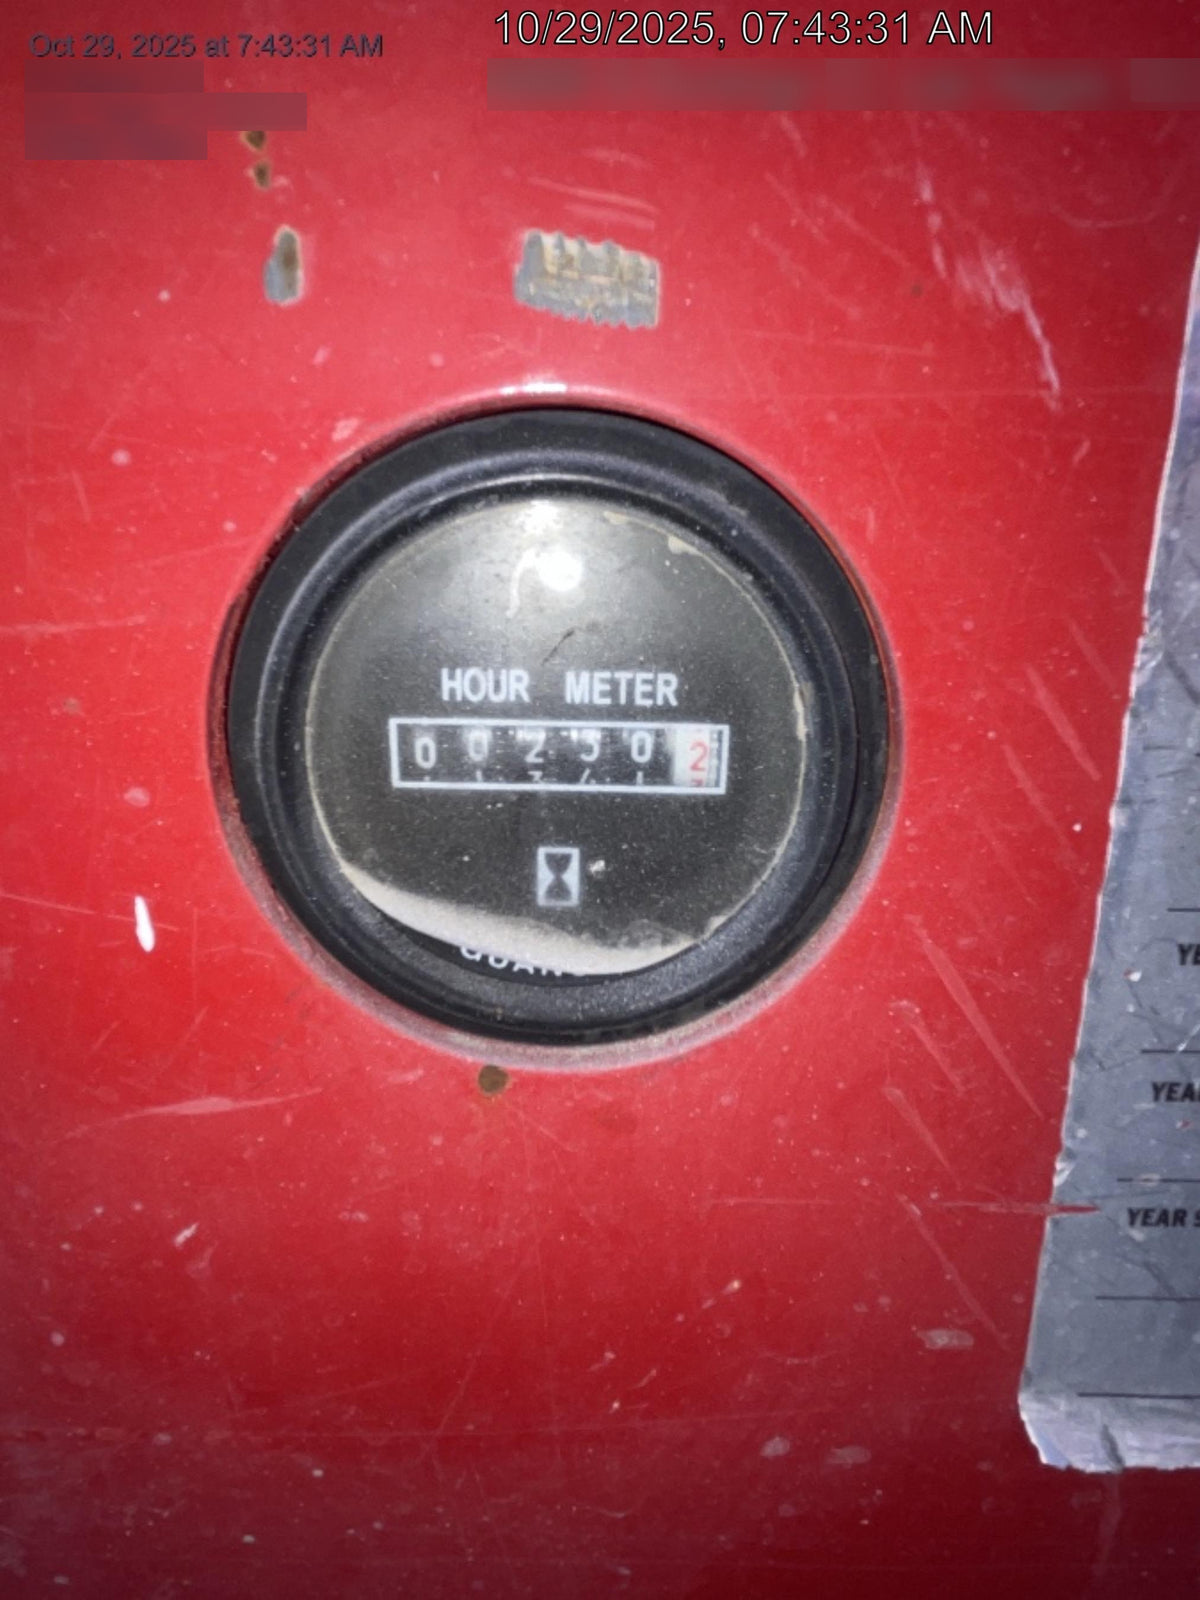 Oct 29, 2025 at 7:43:31 AM
10/29/2025, 07:43:31 AM
HOUR METER
0 0 2 3 0 2
YE
YEA
YEAR S